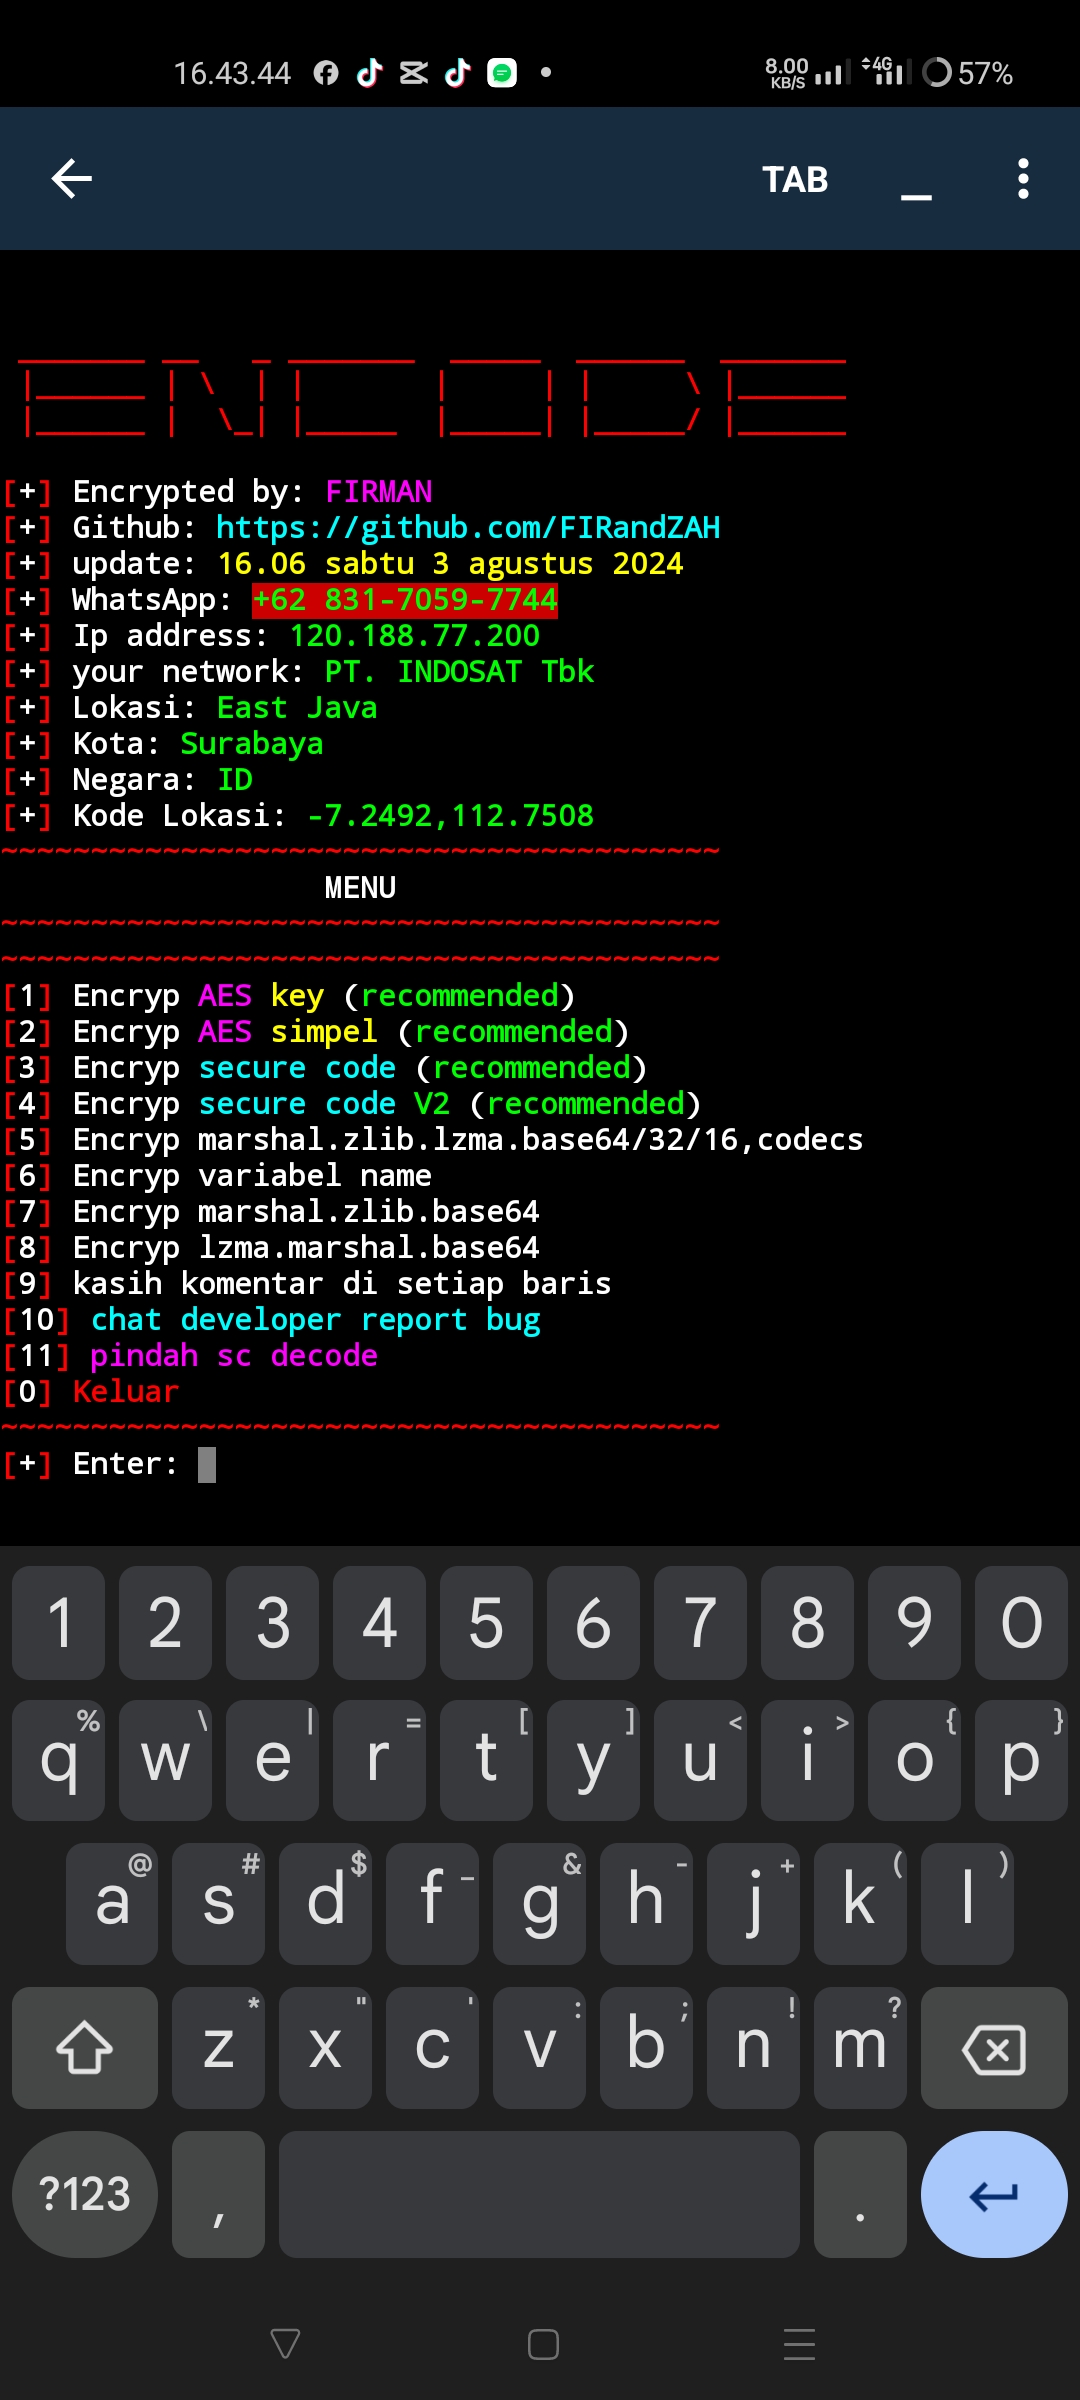 16.43.44
8.00 KB/S 4G 57%
TAB
ENCODE
[+] Encrypted by: FIRMAN
[+] Github: https://github.com/FIRandZAH
[+] update: 16.06 sabtu 3 agustus 2024
[+] WhatsApp: +62 831-7059-7744
[+] Ip address: 120.188.77.200
[+] your network: PT. INDOSAT Tbk
[+] Lokasi: East Java
[+] Kota: Surabaya
[+] Negara: ID
[+] Kode Lokasi: -7.2492,112.7508
~~~~~~~~~~~~~~~~~~~~~~~~~~~~~~~~~~~~~~~~
MENU
~~~~~~~~~~~~~~~~~~~~~~~~~~~~~~~~~~~~~~~~
~~~~~~~~~~~~~~~~~~~~~~~~~~~~~~~~~~~~~~~~
[1] Encryp AES key (recommended)
[2] Encryp AES simpel (recommended)
[3] Encryp secure code (recommended)
[4] Encryp secure code V2 (recommended)
[5] Encryp marshal.zlib.lzma.base64/32/16,codecs
[6] Encryp variabel name
[7] Encryp marshal.zlib.base64
[8] Encryp lzma.marshal.base64
[9] kasih komentar di setiap baris
[10] chat developer report bug
[11] pindah sc decode
[0] Keluar
~~~~~~~~~~~~~~~~~~~~~~~~~~~~~~~~~~~~~~~~
[+] Enter:
1 2 3 4 5 6 7 8 9 0
% \ | = [ ] < > { }
q w e r t y u i o p
@ # $ _ & - + ( )
a s d f g h j k l
* " ' : ; ! ?
z x c v b n m
?123 , .